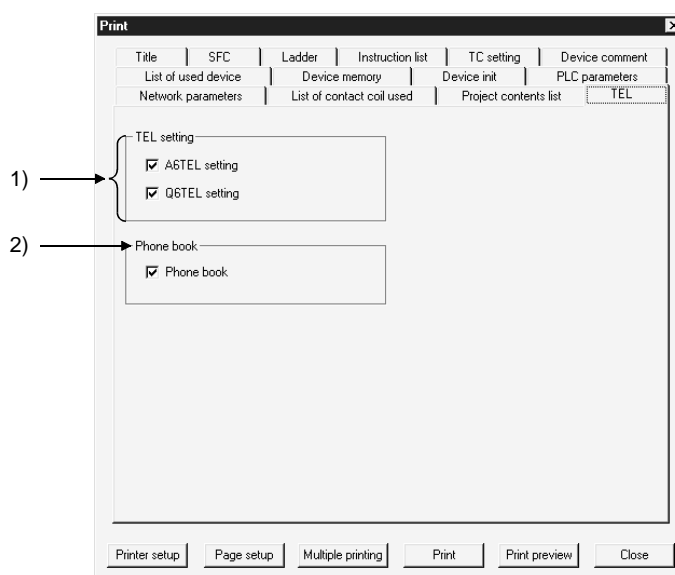 Print
Title SFC Ladder Instruction list TC setting Device comment
List of used device Device memory Device init PLC parameters
Network parameters List of contact coil used Project contents list TEL
TEL setting
1)
A6TEL setting
Q6TEL setting
2)
Phone book
Phone book
Printer setup Page setup Multiple printing Print Print preview Close